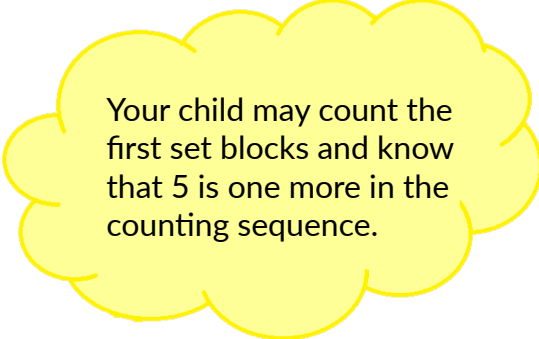 Your child may count the
first set blocks and know
that 5 is one more in the
counting sequence.